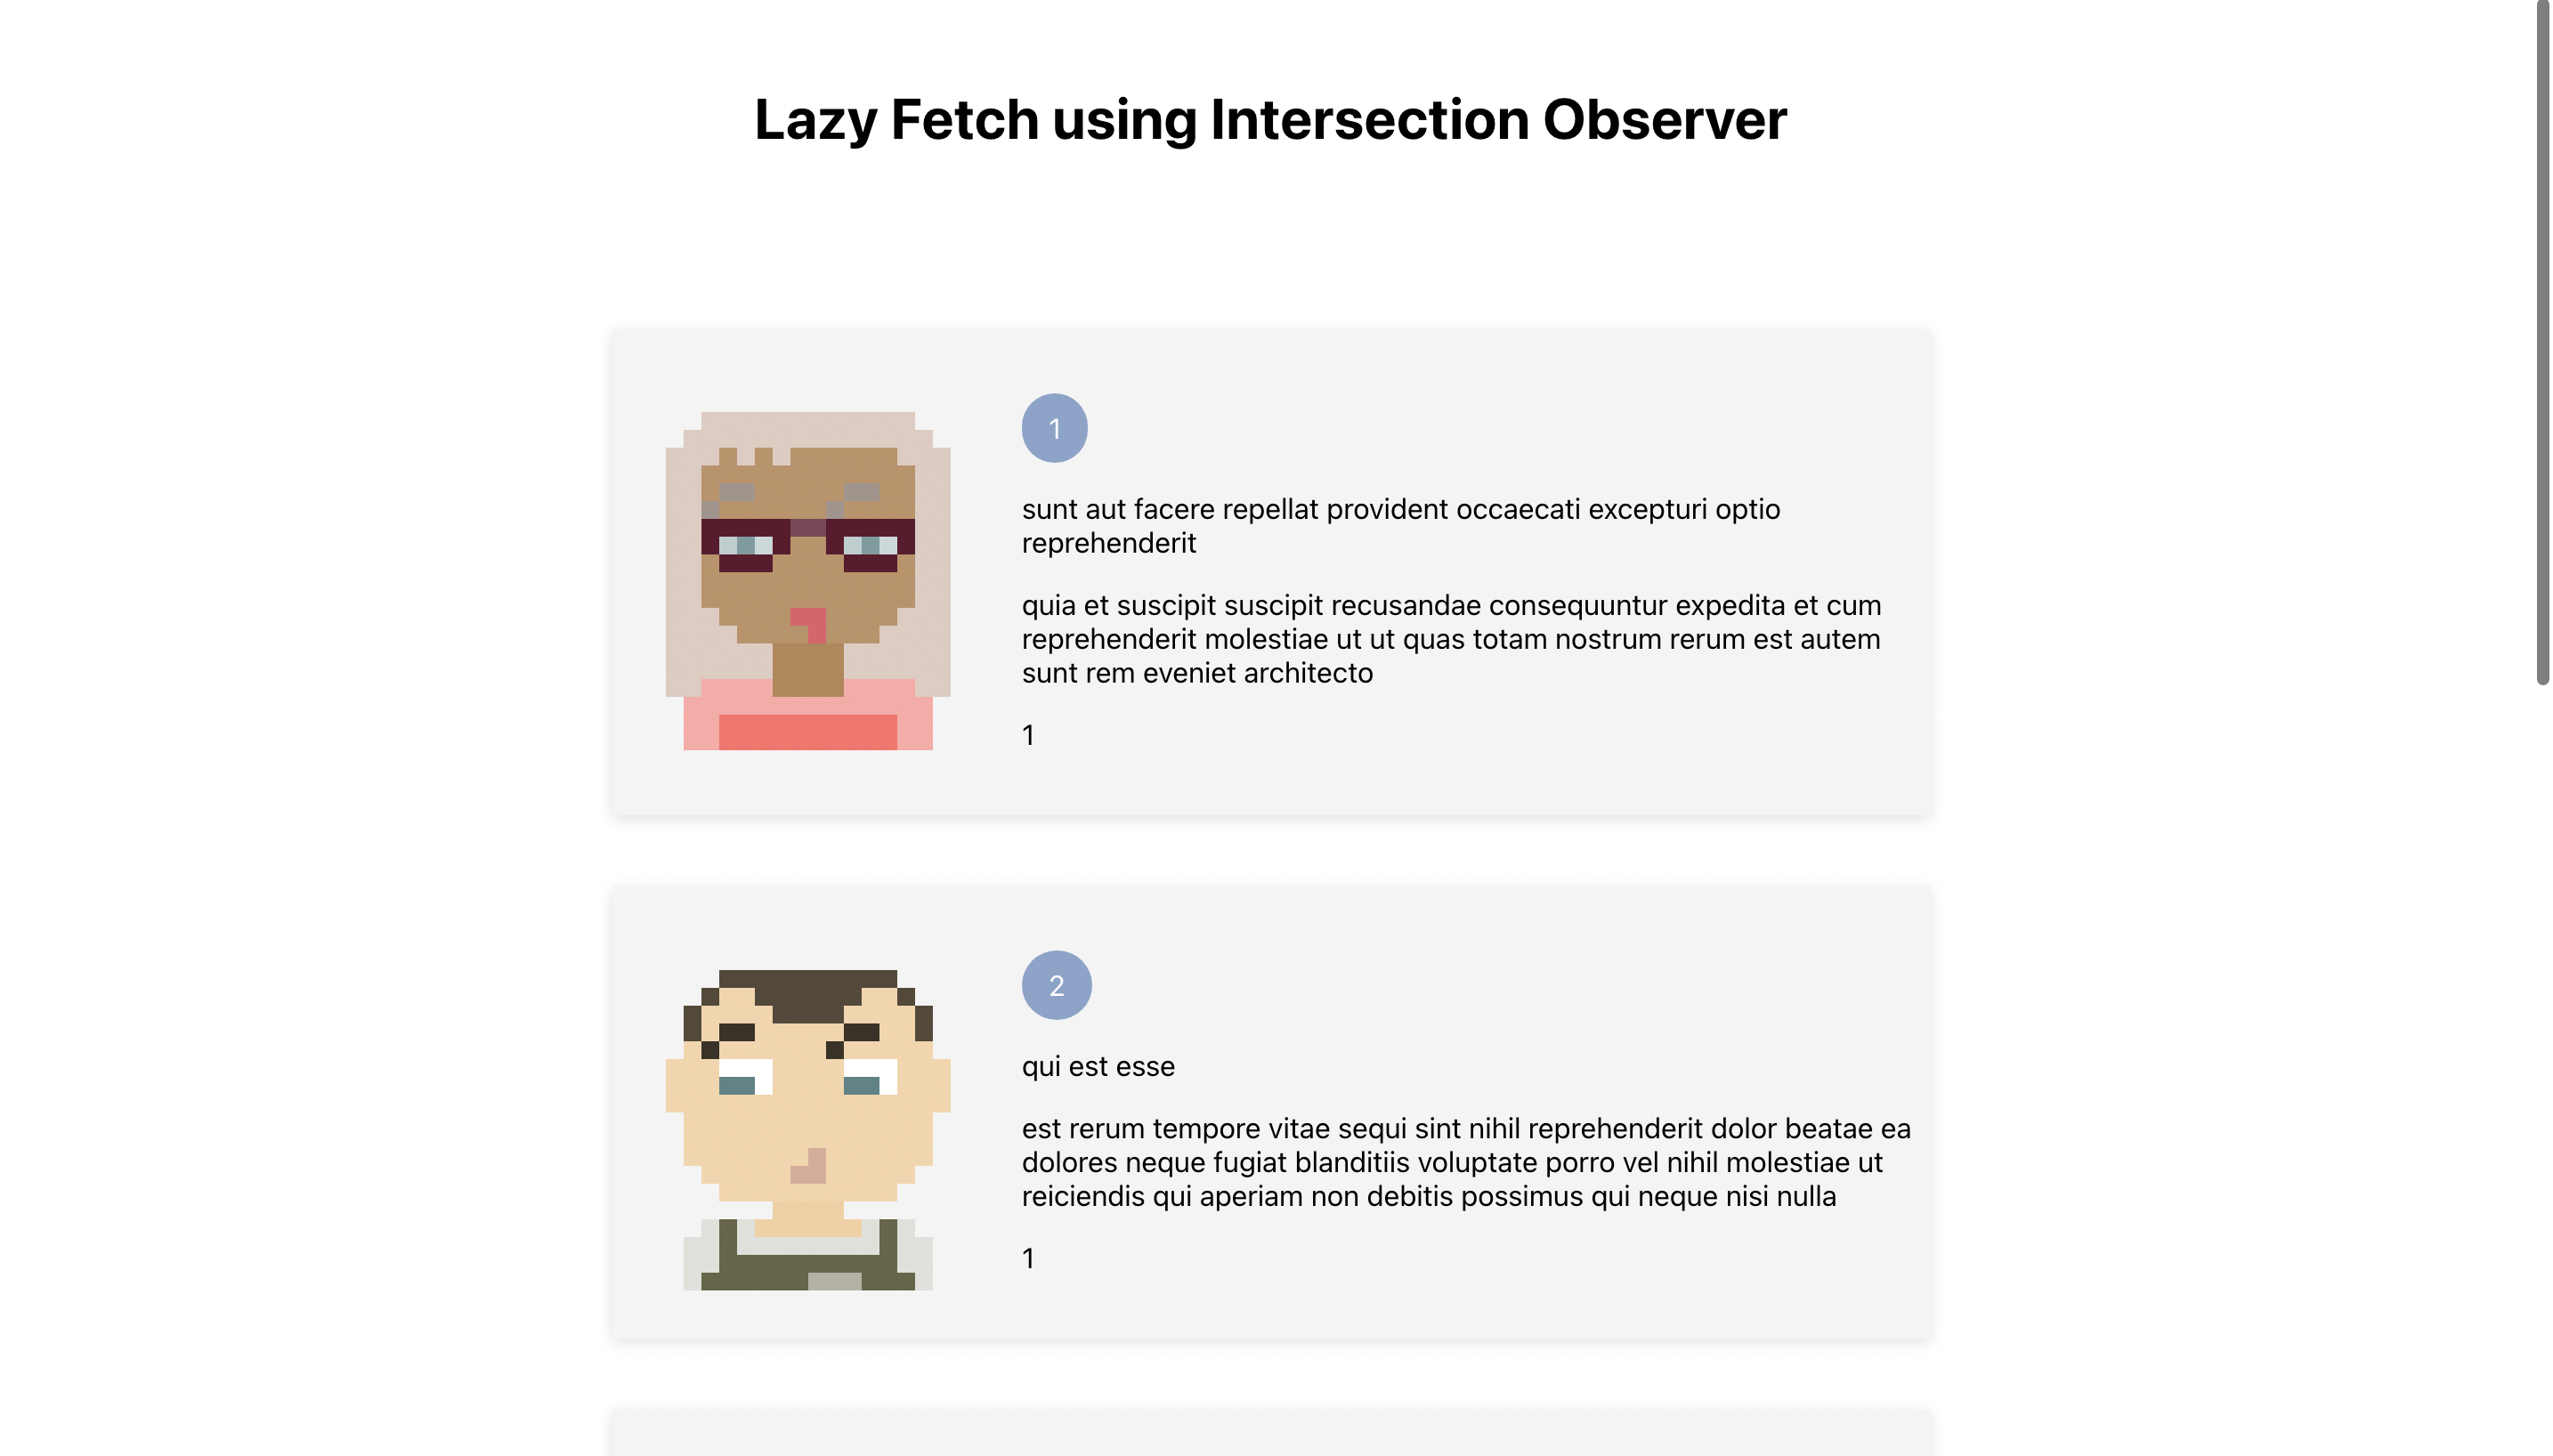 Lazy Fetch using Intersection Observer
1
sunt aut facere repellat provident occaecati excepturi optio
reprehenderit
quia et suscipit suscipit recusandae consequuntur expedita et cum
reprehenderit molestiae ut ut quas totam nostrum rerum est autem
sunt rem eveniet architecto
1
2
qui est esse
est rerum tempore vitae sequi sint nihil reprehenderit dolor beatae ea
dolores neque fugiat blanditiis voluptate porro vel nihil molestiae ut
reiciendis qui aperiam non debitis possimus qui neque nisi nulla
1